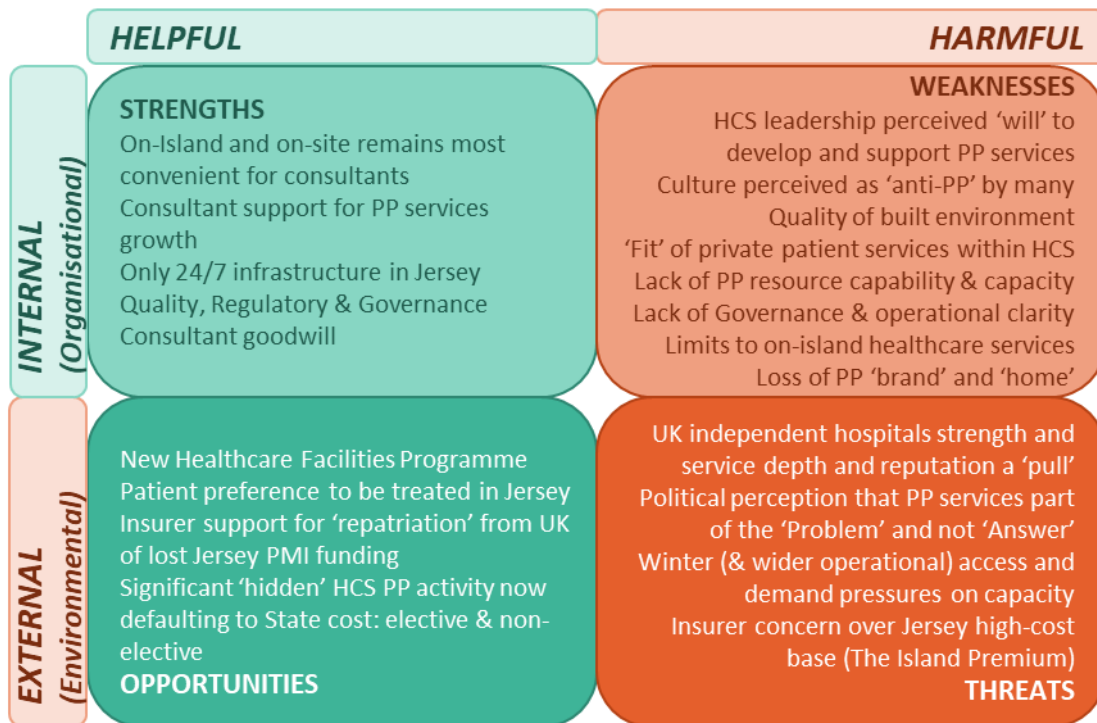 HELPFUL
HARMFUL
INTERNAL
(Organisational)
STRENGTHS
On-Island and on-site remains most
convenient for consultants
Consultant support for PP services
growth
Only 24/7 infrastructure in Jersey
Quality, Regulatory & Governance
Consultant goodwill
WEAKNESSES
HCS leadership perceived ‘will’ to
develop and support PP services
Culture perceived as ‘anti-PP’ by many
Quality of built environment
‘Fit’ of private patient services within HCS
Lack of PP resource capability & capacity
Lack of Governance & operational clarity
Limits to on-island healthcare services
Loss of PP ‘brand’ and ‘home’
EXTERNAL
(Environmental)
New Healthcare Facilities Programme
Patient preference to be treated in Jersey
Insurer support for ‘repatriation’ from UK
of lost Jersey PMI funding
Significant ‘hidden’ HCS PP activity now
defaulting to State cost: elective & non-
elective
OPPORTUNITIES
UK independent hospitals strength and
service depth and reputation a ‘pull’
Political perception that PP services part
of the ‘Problem’ and not ‘Answer’
Winter (& wider operational) access and
demand pressures on capacity
Insurer concern over Jersey high-cost
base (The Island Premium)
THREATS